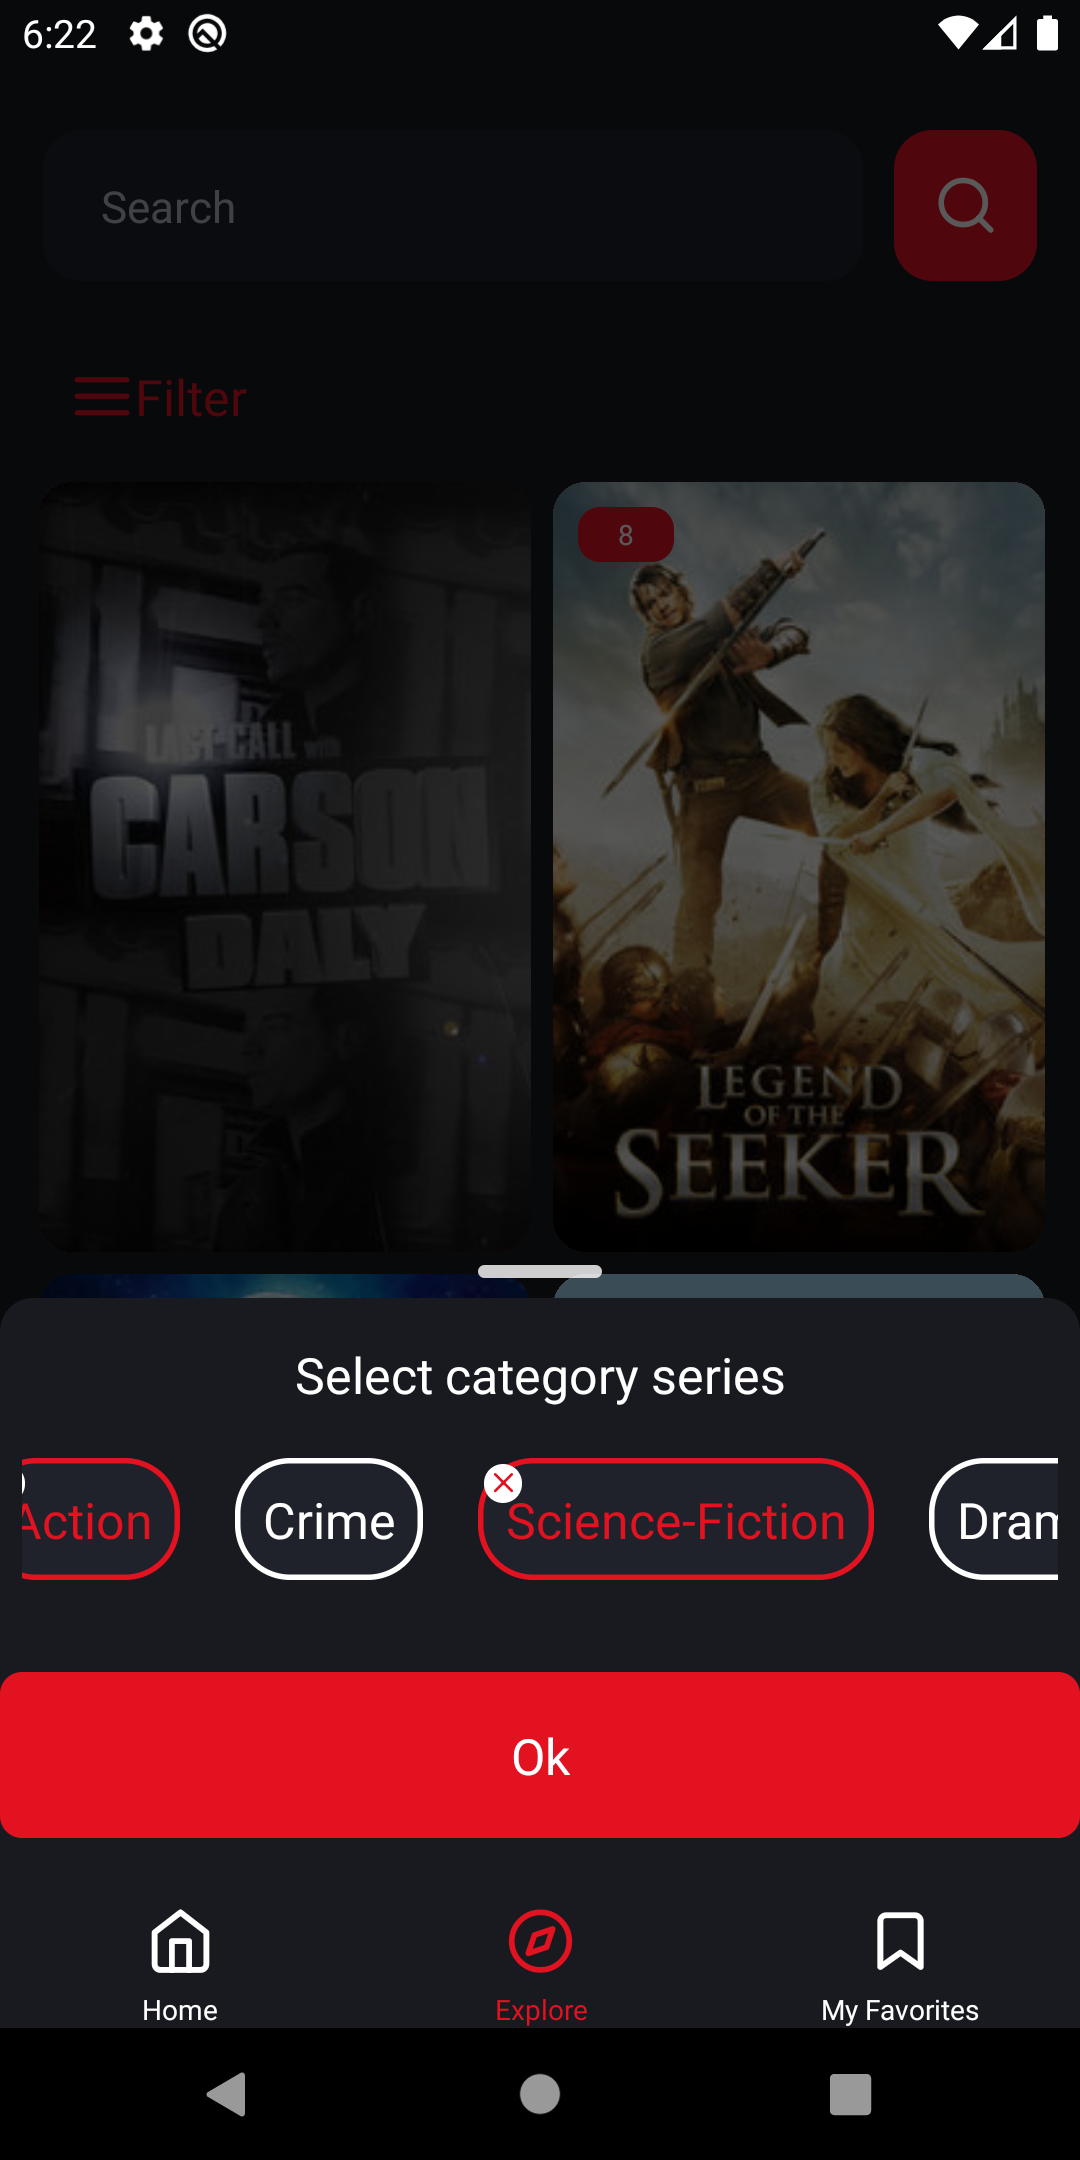 6:22
Search
Filter
LAST CALL with
CARSON
DALY
8
LEGEND
OF THE
SEEKER
Select category series
Action
Crime
Science-Fiction
Dram
Ok
Home
Explore
My Favorites